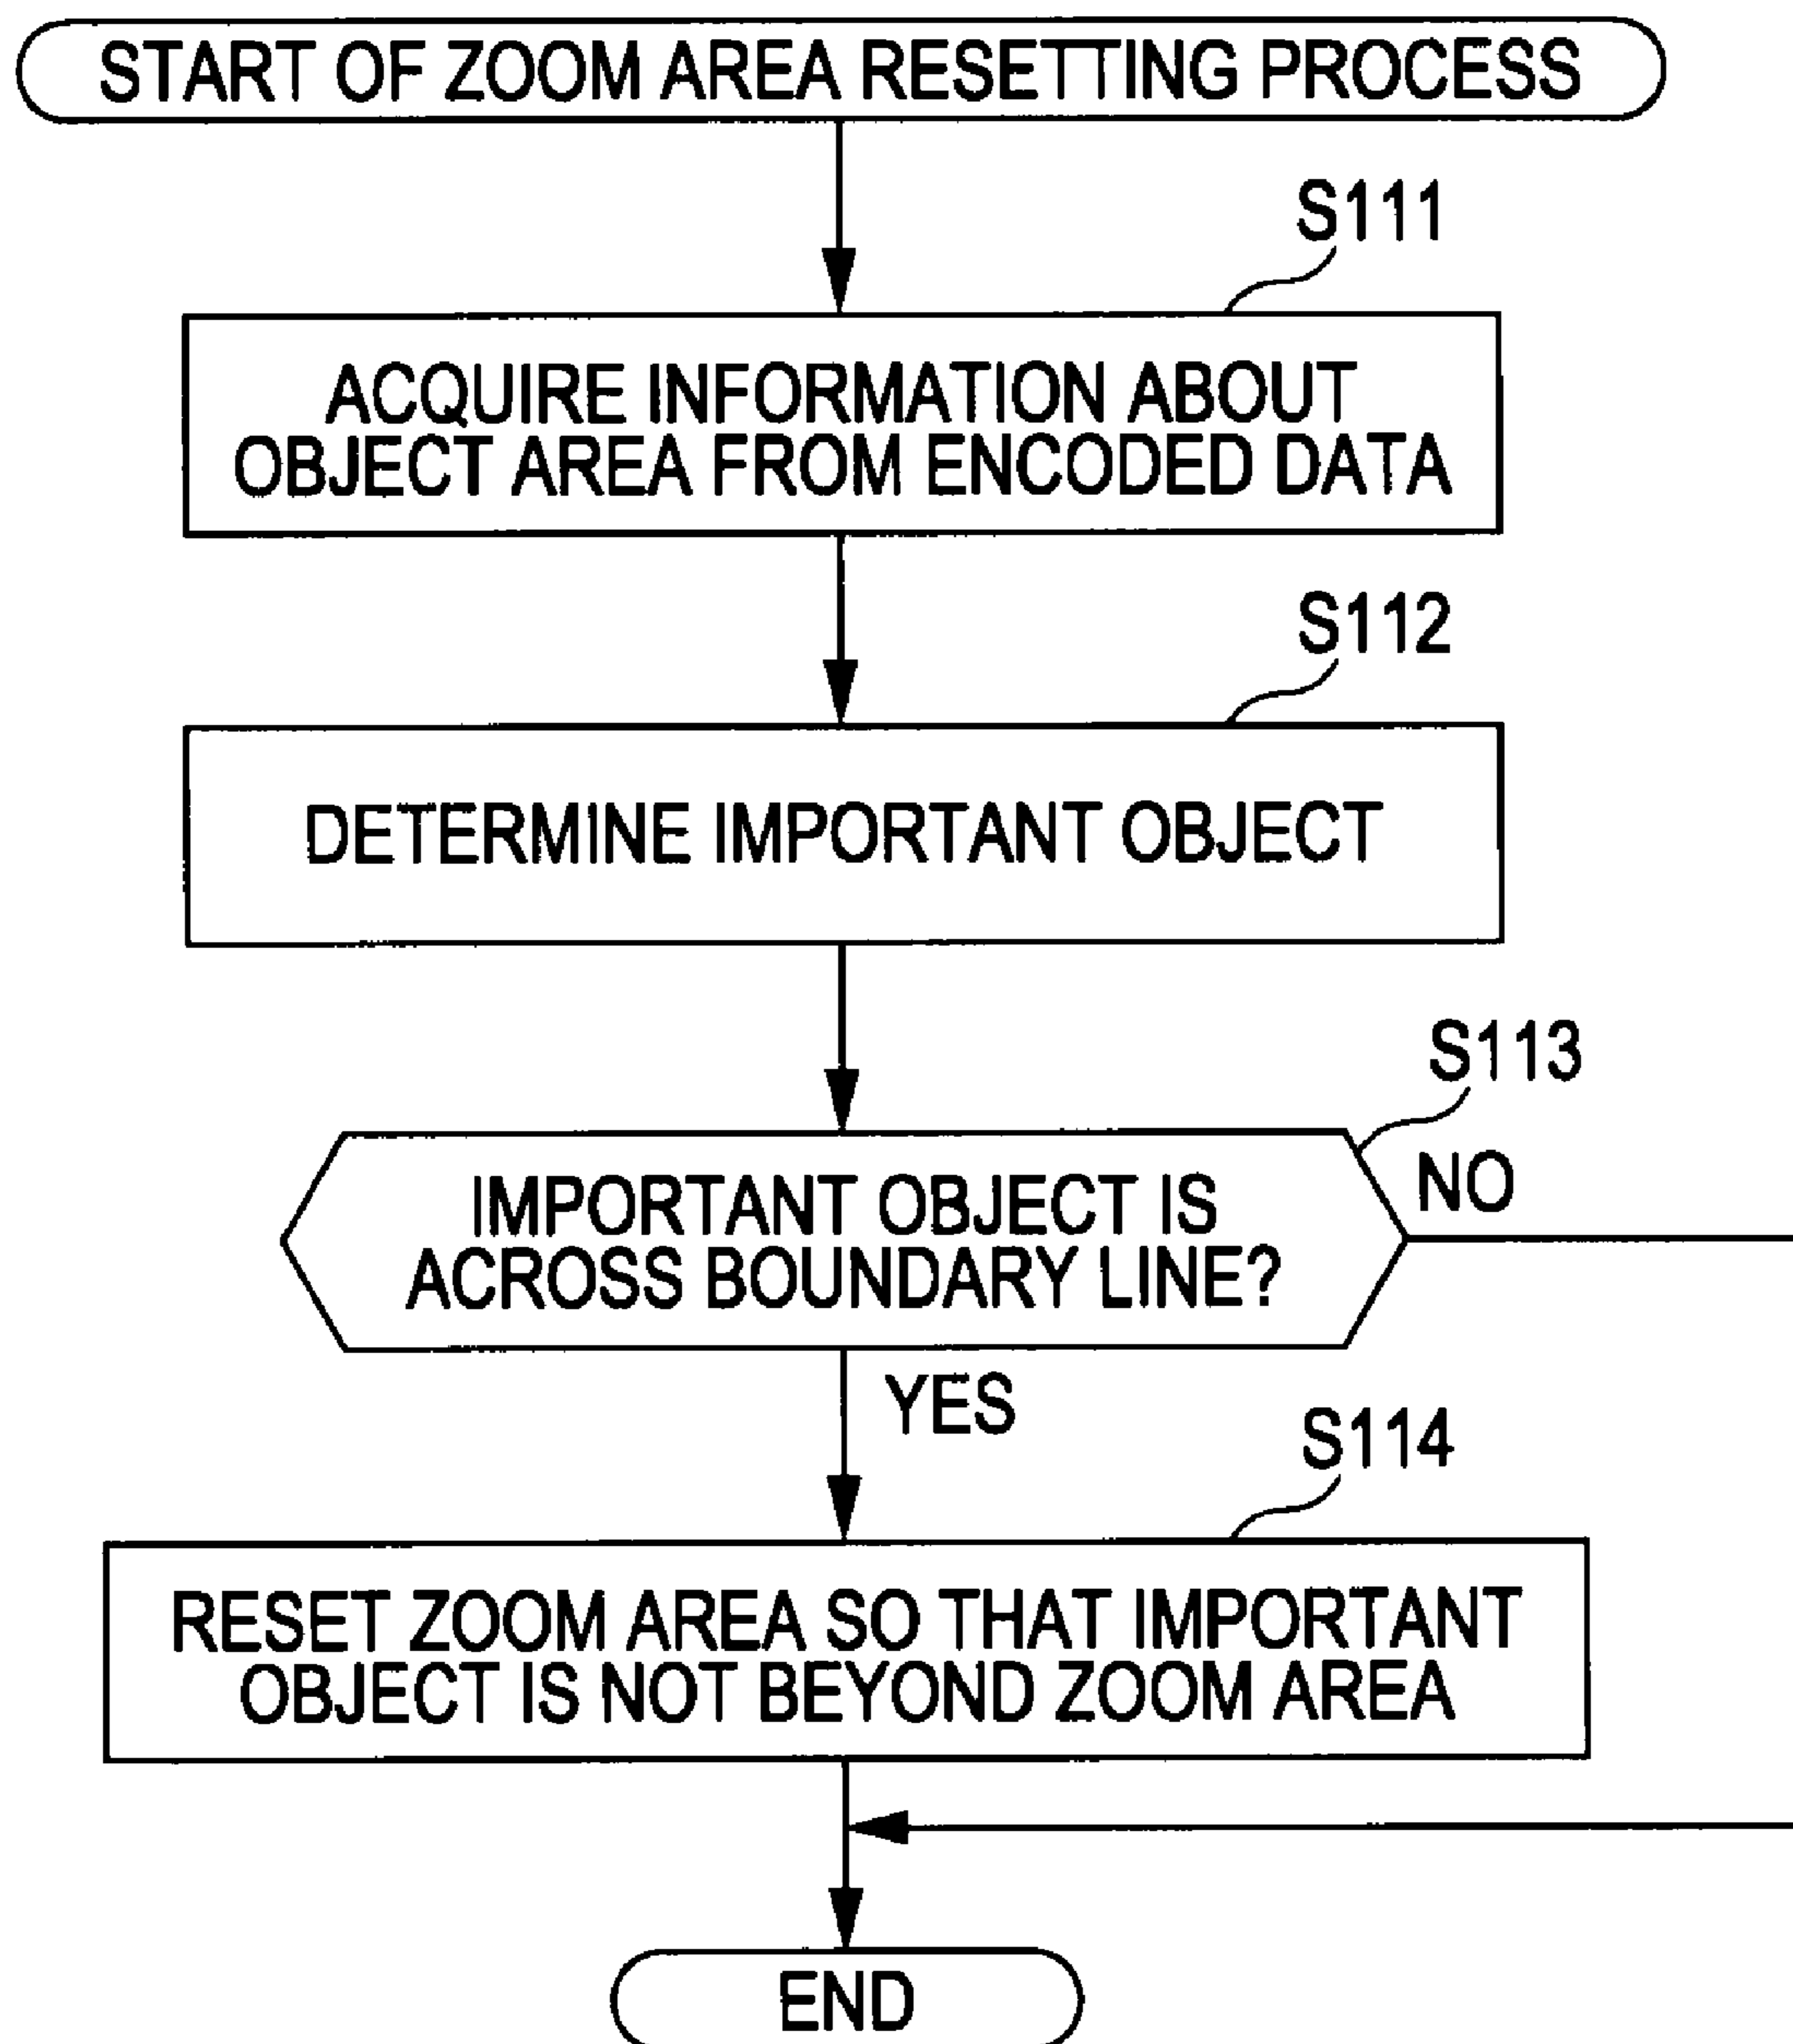 START OF ZOOM AREA RESETTING PROCESS
S111
ACQUIRE INFORMATION ABOUT
OBJECT AREA FROM ENCODED DATA
S112
DETERMINE IMPORTANT OBJECT
S113
IMPORTANT OBJECT IS
ACROSS BOUNDARY LINE?
NO
YES
S114
RESET ZOOM AREA SO THAT IMPORTANT
OBJECT IS NOT BEYOND ZOOM AREA
END